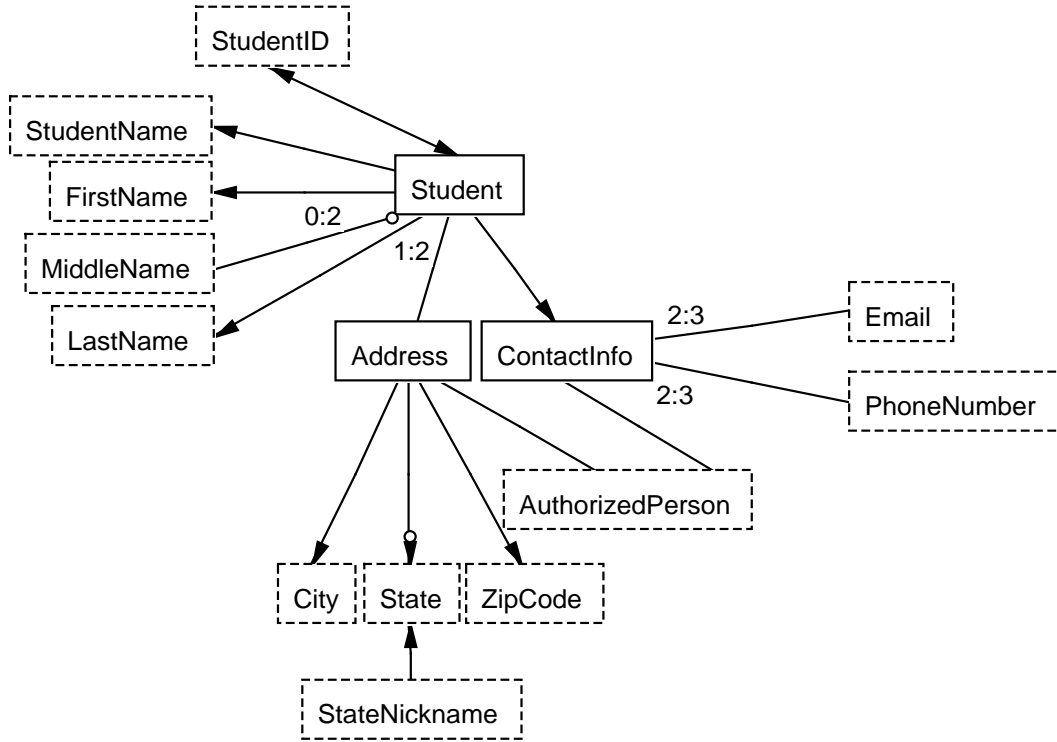 StudentID
StudentName
Student
FirstName
0:2
1:2
MiddleName
LastName
Address
ContactInfo
2:3
Email
2:3
PhoneNumber
AuthorizedPerson
City
State
ZipCode
StateNickname